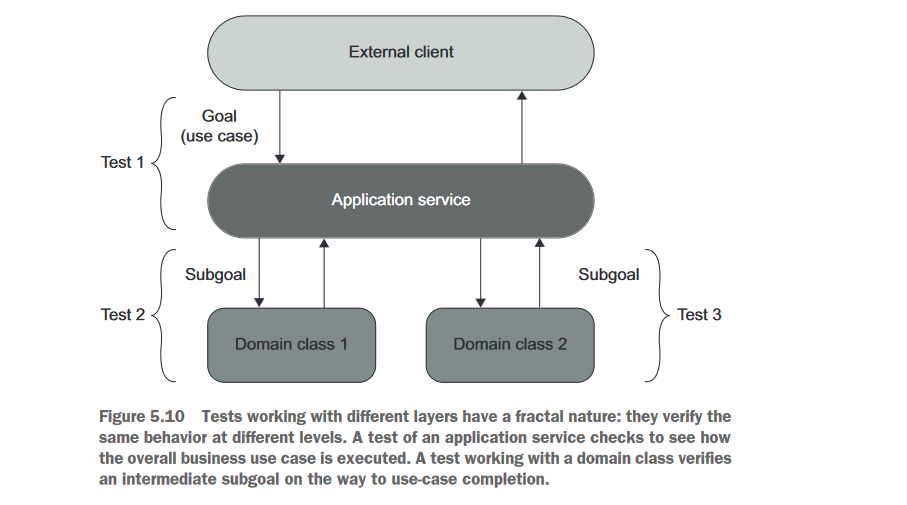 External client
Goal
(use case)
Test 1
Application service
Subgoal
Subgoal
Test 2
Test 3
Domain class 1
Domain class 2
Figure 5.10 Tests working with different layers have a fractal nature: they verify the
same behavior at different levels. A test of an application service checks to see how
the overall business use case is executed. A test working with a domain class verifies
an intermediate subgoal on the way to use-case completion.